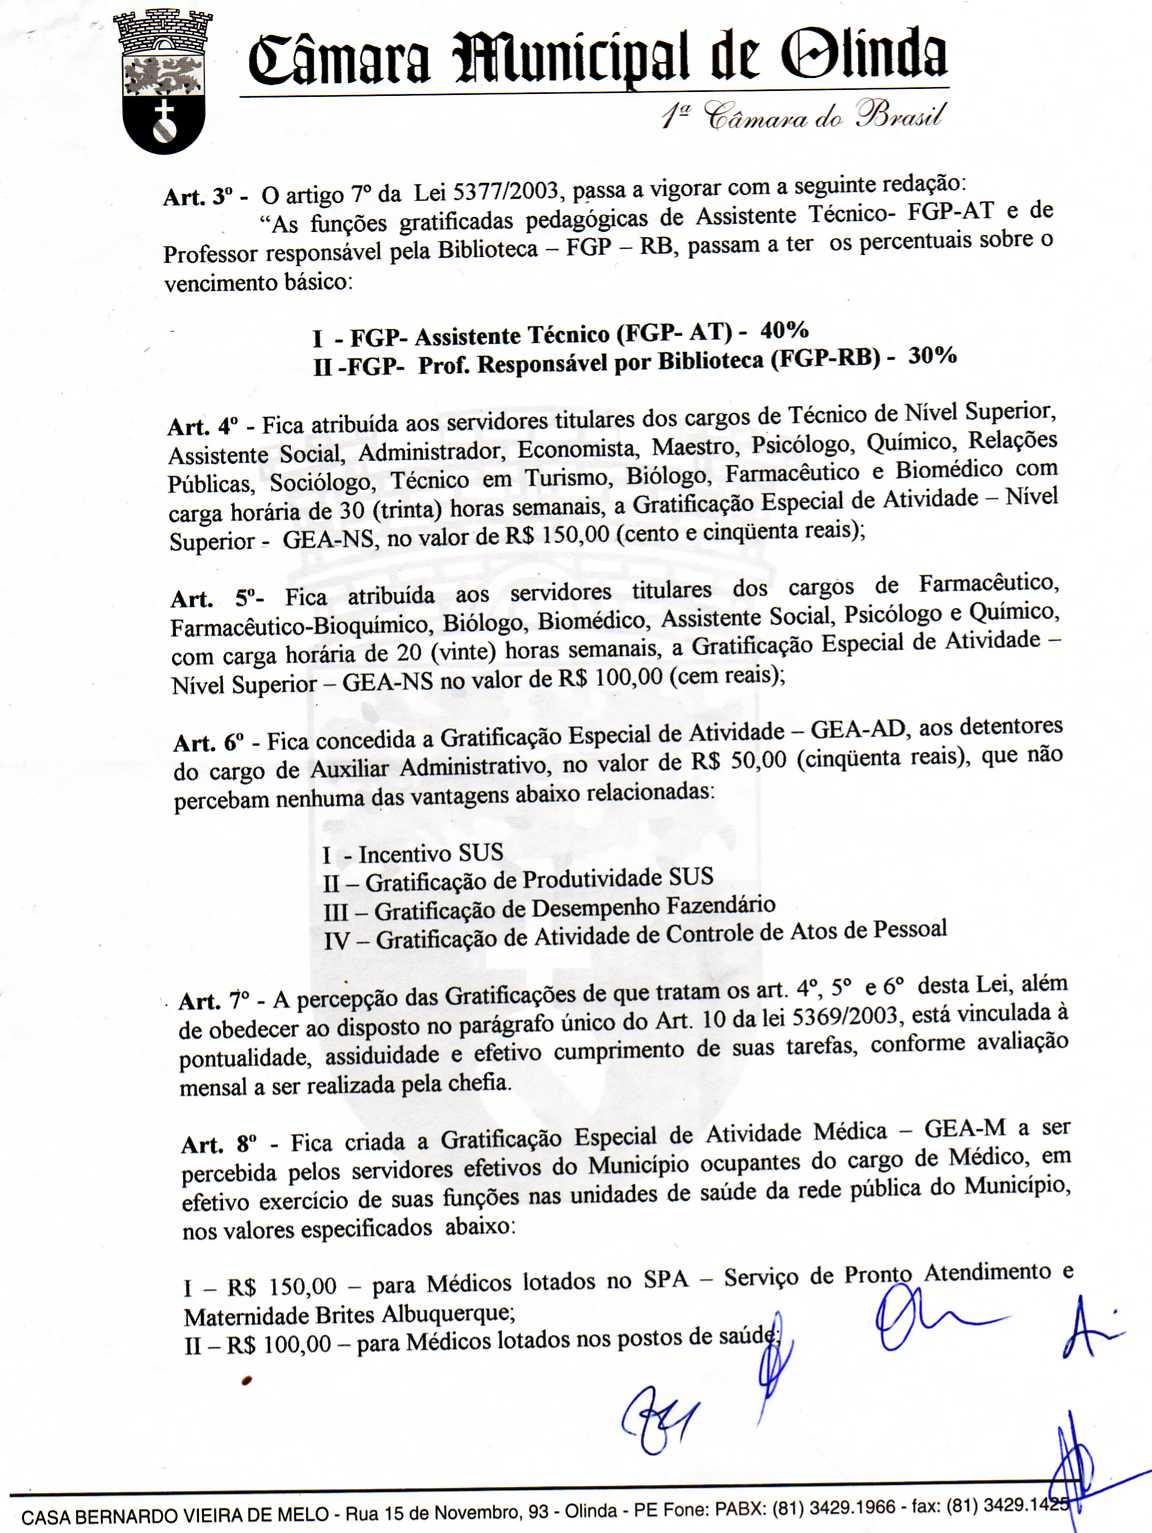 Câmara Municipal de Olinda
1ª Câmara do Brasil
Art. 3º - O artigo 7º da Lei 5377/2003, passa a vigorar com a seguinte redação:
“As funções gratificadas pedagógicas de Assistente Técnico- FGP-AT e de
Professor responsável pela Biblioteca – FGP – RB, passam a ter os percentuais sobre o
vencimento básico:
I - FGP- Assistente Técnico (FGP- AT) - 40%
II -FGP- Prof. Responsável por Biblioteca (FGP-RB) - 30%
Art. 4º - Fica atribuída aos servidores titulares dos cargos de Técnico de Nível Superior,
Assistente Social, Administrador, Economista, Maestro, Psicólogo, Químico, Relações
Públicas, Sociólogo, Técnico em Turismo, Biólogo, Farmacêutico e Biomédico com
carga horária de 30 (trinta) horas semanais, a Gratificação Especial de Atividade – Nível
Superior - GEA-NS, no valor de R$ 150,00 (cento e cinqüenta reais);
Art. 5º- Fica atribuída aos servidores titulares dos cargos de Farmacêutico,
Farmacêutico-Bioquímico, Biólogo, Biomédico, Assistente Social, Psicólogo e Químico,
com carga horária de 20 (vinte) horas semanais, a Gratificação Especial de Atividade –
Nível Superior – GEA-NS no valor de R$ 100,00 (cem reais);
Art. 6º - Fica concedida a Gratificação Especial de Atividade – GEA-AD, aos detentores
do cargo de Auxiliar Administrativo, no valor de R$ 50,00 (cinqüenta reais), que não
percebam nenhuma das vantagens abaixo relacionadas:
I - Incentivo SUS
II – Gratificação de Produtividade SUS
III – Gratificação de Desempenho Fazendário
IV – Gratificação de Atividade de Controle de Atos de Pessoal
Art. 7º - A percepção das Gratificações de que tratam os art. 4º, 5º e 6º desta Lei, além
de obedecer ao disposto no parágrafo único do Art. 10 da lei 5369/2003, está vinculada à
pontualidade, assiduidade e efetivo cumprimento de suas tarefas, conforme avaliação
mensal a ser realizada pela chefia.
Art. 8º - Fica criada a Gratificação Especial de Atividade Médica – GEA-M a ser
percebida pelos servidores efetivos do Município ocupantes do cargo de Médico, em
efetivo exercício de suas funções nas unidades de saúde da rede pública do Município,
nos valores especificados abaixo:
I – R$ 150,00 – para Médicos lotados no SPA – Serviço de Pronto Atendimento e
Maternidade Brites Albuquerque;
II – R$ 100,00 – para Médicos lotados nos postos de saúde;
CASA BERNARDO VIEIRA DE MELO - Rua 15 de Novembro, 93 - Olinda - PE Fone: PABX: (81) 3429.1966 - fax: (81) 3429.1425